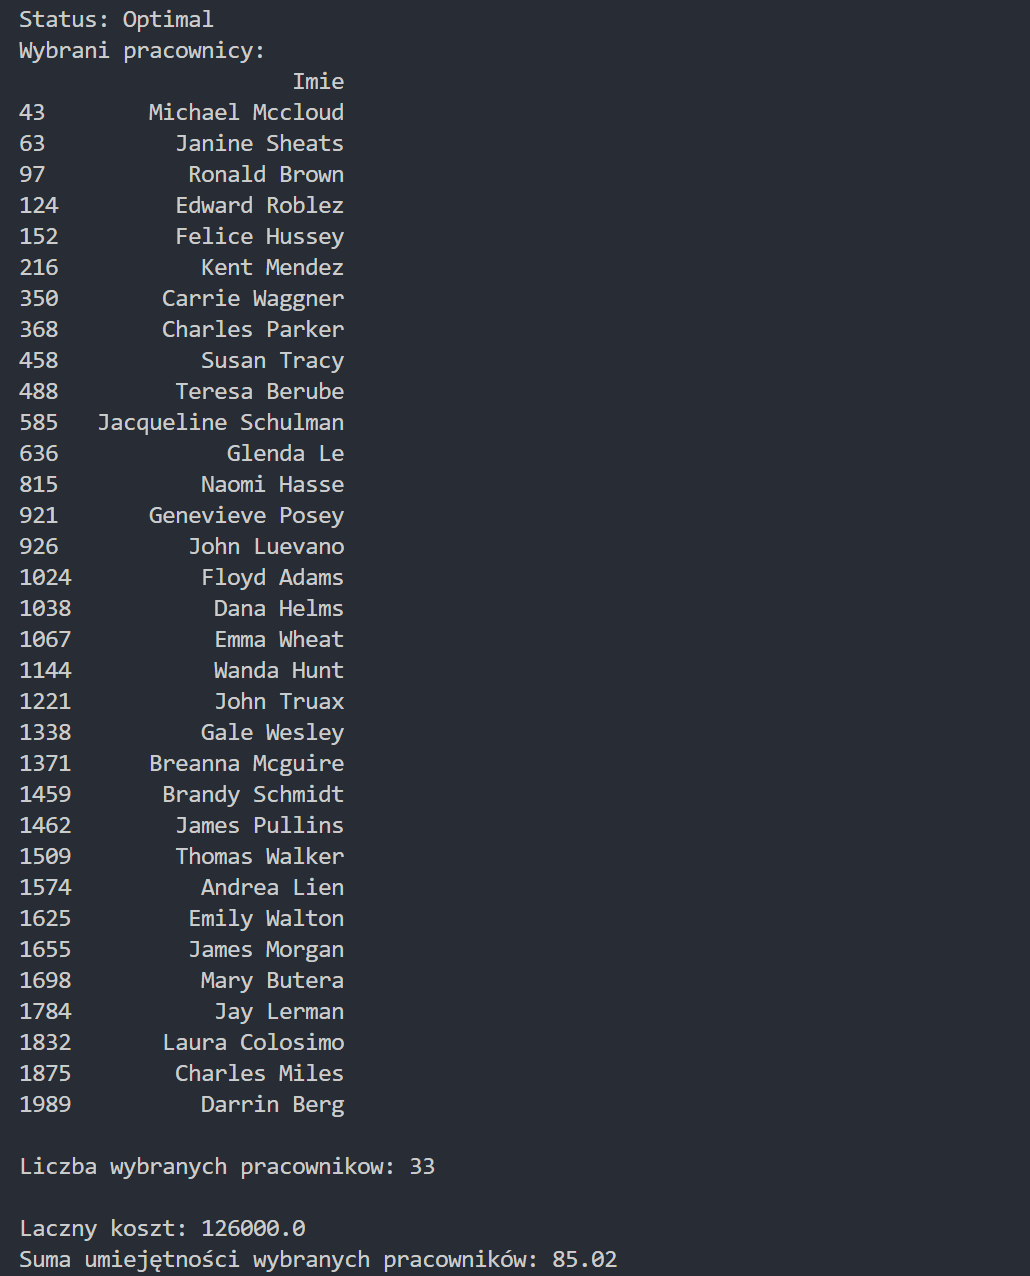 Status: Optimal
Wybrani pracownicy:
Imie
43 Michael Mccloud
63 Janine Sheats
97 Ronald Brown
124 Edward Roblez
152 Felice Hussey
216 Kent Mendez
350 Carrie Waggner
368 Charles Parker
458 Susan Tracy
488 Teresa Berube
585 Jacqueline Schulman
636 Glenda Le
815 Naomi Hasse
921 Genevieve Posey
926 John Luevano
1024 Floyd Adams
1038 Dana Helms
1067 Emma Wheat
1144 Wanda Hunt
1221 John Truax
1338 Gale Wesley
1371 Breanna Mcguire
1459 Brandy Schmidt
1462 James Pullins
1509 Thomas Walker
1574 Andrea Lien
1625 Emily Walton
1655 James Morgan
1698 Mary Butera
1784 Jay Lerman
1832 Laura Colosimo
1875 Charles Miles
1989 Darrin Berg
Liczba wybranych pracownikow: 33
Laczny koszt: 126000.0
Suma umiejętności wybranych pracowników: 85.02